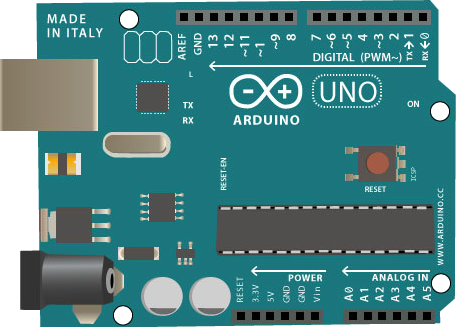 MADE
IN ITALY
AREF
GND
13
12
~11
~1
~9
8
7
~6
~5
4
~3
2
TX→1
RX←0
DIGITAL (PWM~)
L
TX
RX
ARDUINO
UNO
ON
RESET-EN
RESET
ICSP
WWW.ARDUINO.CC
POWER
ANALOG IN
RESET
3.3V
5V
GND
GND
Vin
A0
A1
A2
A3
A4
A5